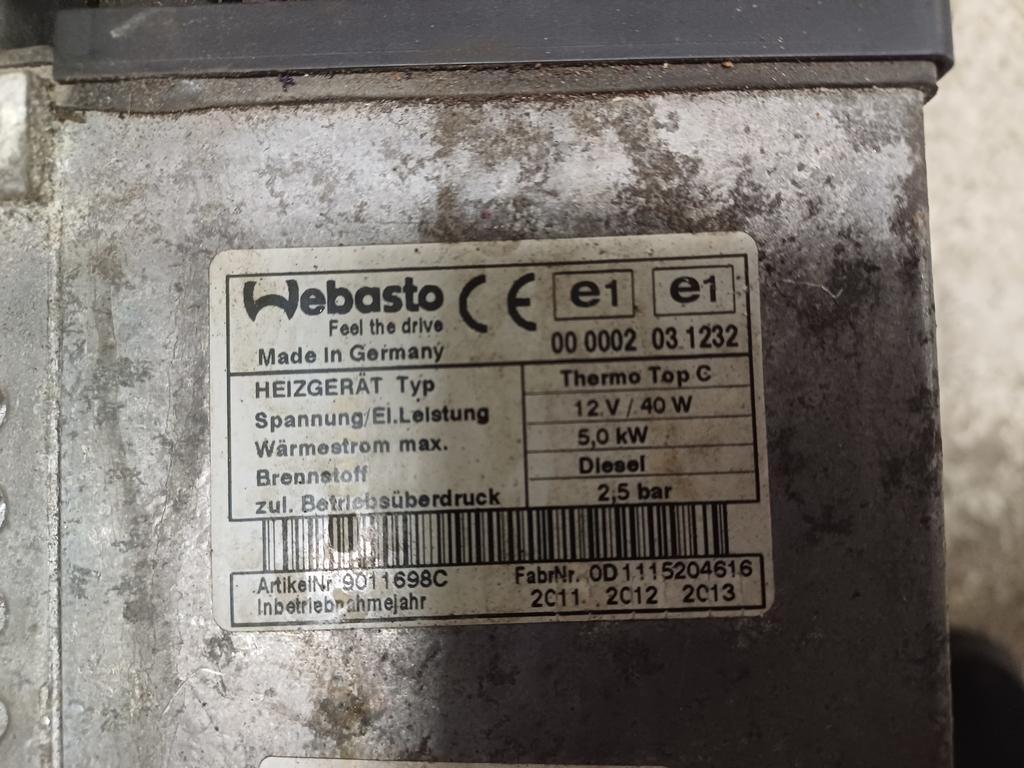 Webasto CE e1 e1
Feel the drive
00 0002 03 1232
Made In Germany
HEIZGERÄT Typ Thermo Top C
Spannung/El.Leistung 12 V / 40 W
Wärmestrom max. 5,0 kW
Brennstoff Diesel
zul. Betriebsüberdruck 2,5 bar
ArtikelNr 9011698C FabrNr. 0D1115204616
Inbetriebnahmejahr 2011 2012 2013